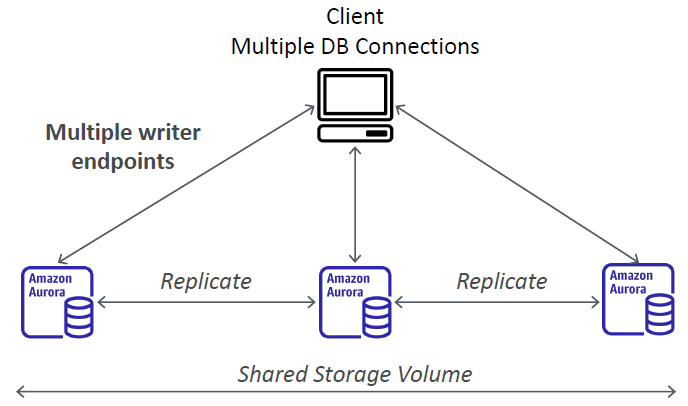 Client
Multiple DB Connections
Multiple writer
endpoints
Amazon
Aurora
Replicate
Amazon
Aurora
Replicate
Amazon
Aurora
Shared Storage Volume